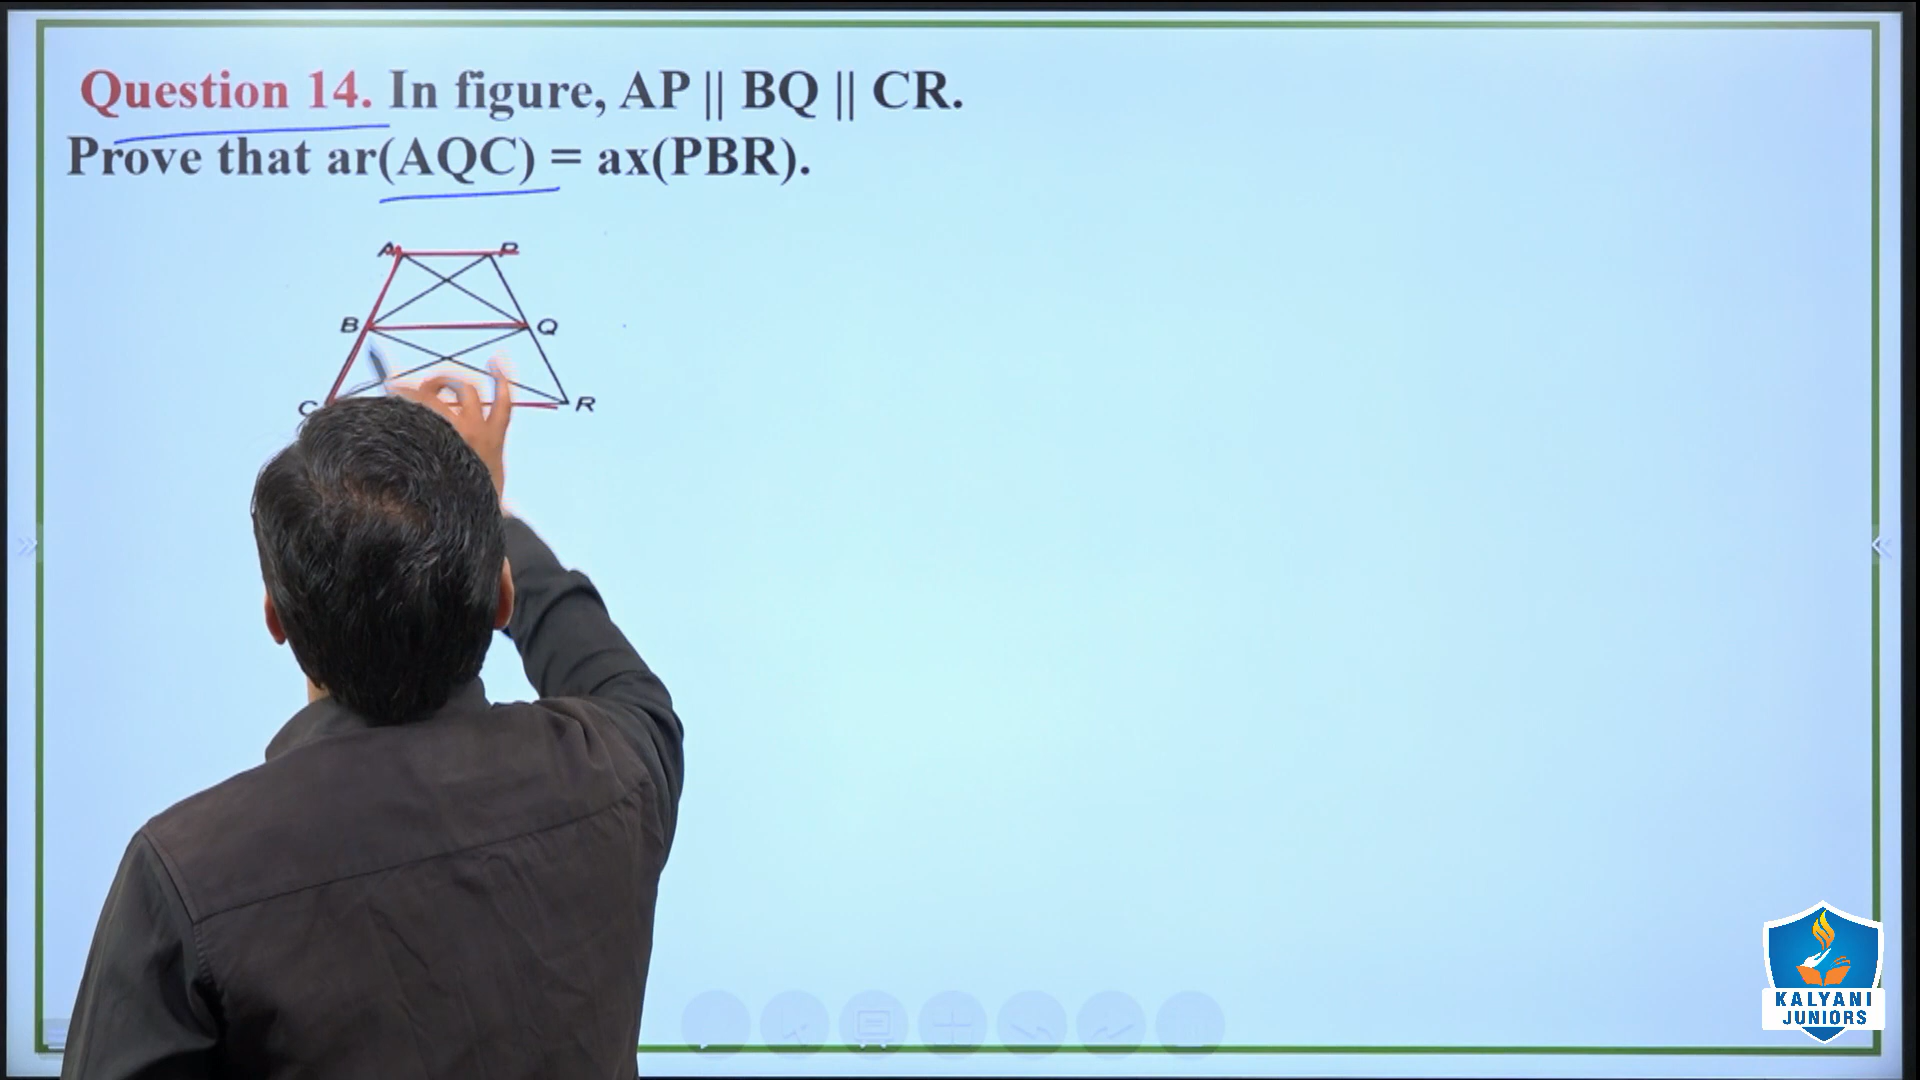 Question 14. In figure, AP || BQ || CR.
Prove that ar(AQC) = ax(PBR).
A P
B Q
C R
KALYANI
JUNIORS